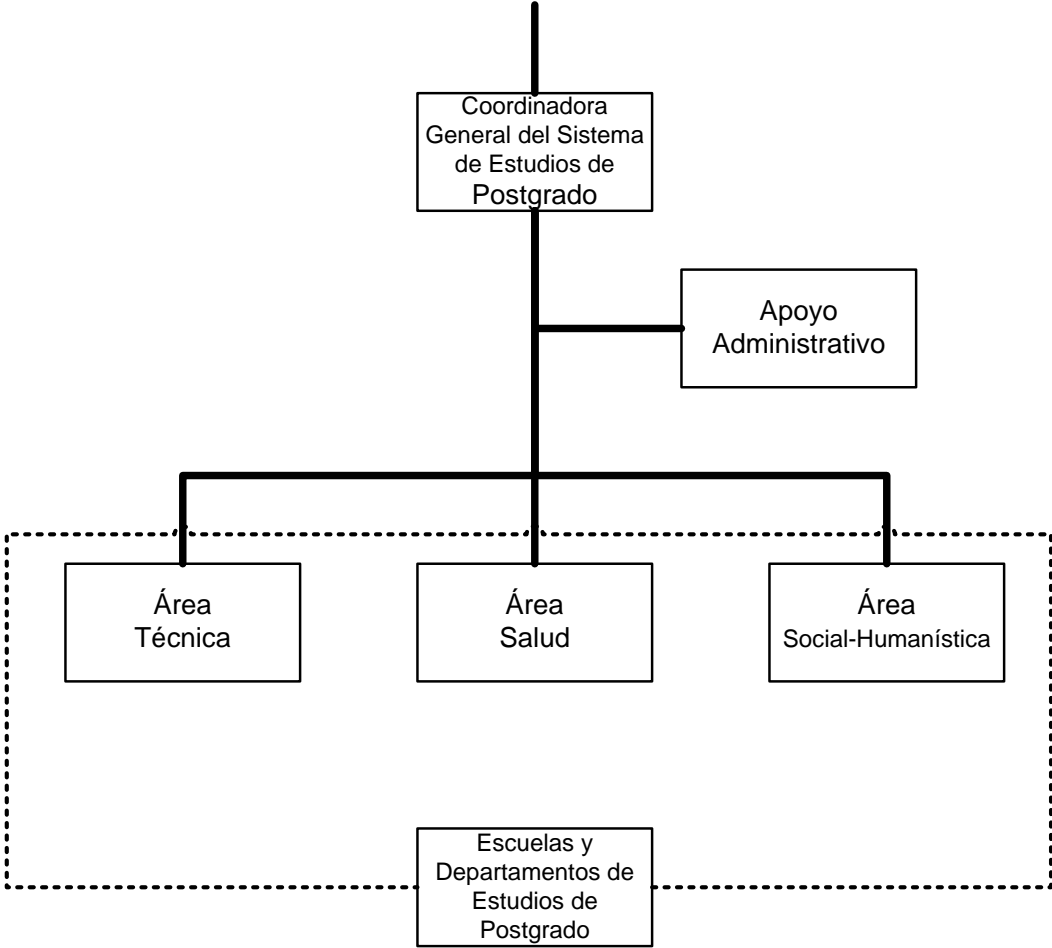 Coordinadora
General del Sistema
de Estudios de
Postgrado
Apoyo
Administrativo
Área
Técnica
Área
Salud
Área
Social-Humanística
Escuelas y
Departamentos de
Estudios de
Postgrado